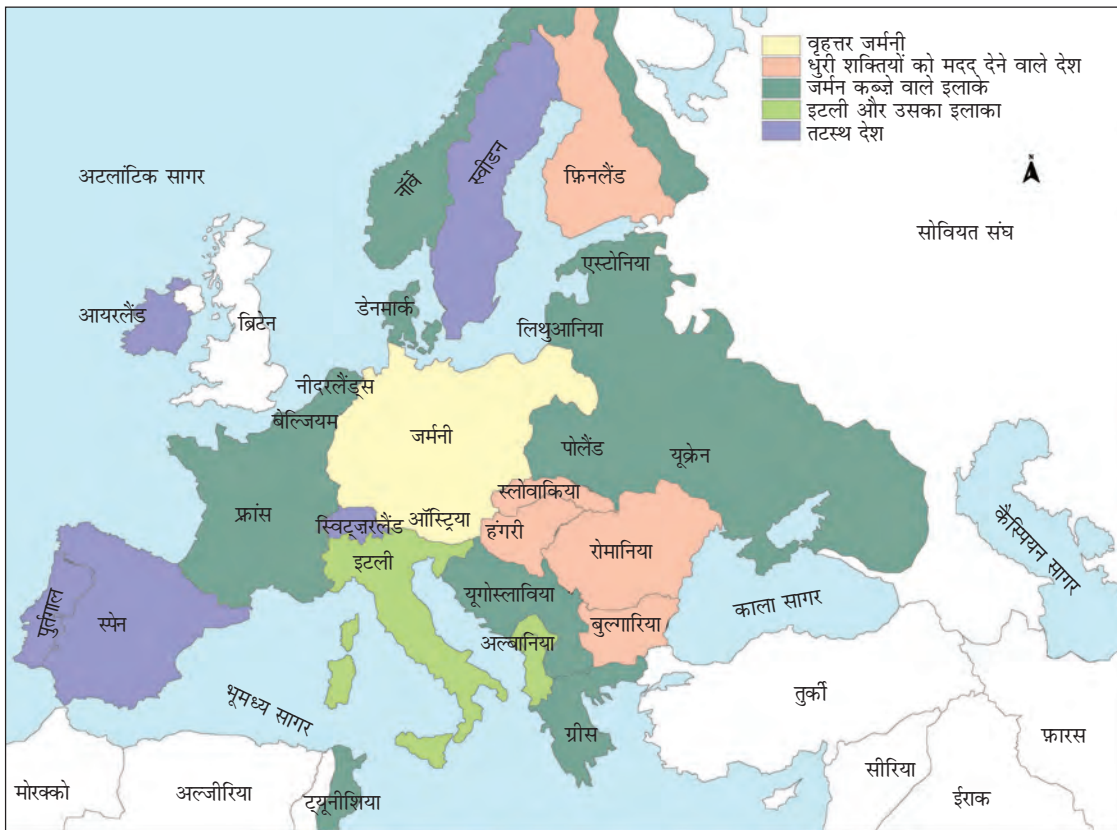 वृहत्तर जर्मनी
धुरी शक्तियों को मदद देने वाले देश
जर्मन कब्ज़े वाले इलाके
इटली और उसका इलाका
तटस्थ देश
N
अटलांटिक सागर
नॉर्वे
स्वीडन
फ़िनलैंड
सोवियत संघ
एस्टोनिया
आयरलैंड
ब्रिटेन
डेनमार्क
लिथुआनिया
नीदरलैंड्स
बेल्जियम
जर्मनी
पोलैंड
यूक्रेन
स्लोवाकिया
फ्रांस
स्विट्ज़रलैंड
ऑस्ट्रिया
हंगरी
रोमानिया
कैस्पियन सागर
इटली
यूगोस्लाविया
काला सागर
पुर्तगाल
स्पेन
अल्बानिया
बुल्गारिया
भूमध्य सागर
तुर्की
ग्रीस
फ़ारस
सीरिया
मोरक्को
अल्जीरिया
ट्यूनीशिया
ईराक